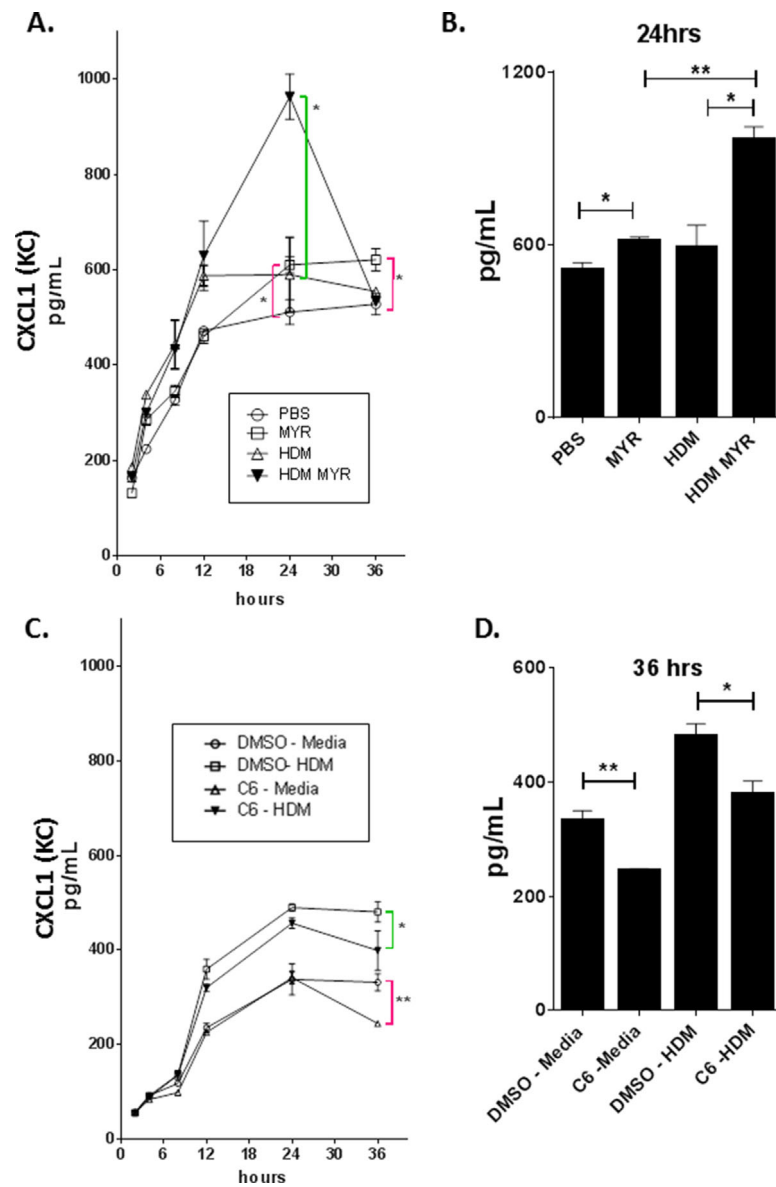 A.
1000
800
600
400
200
0
CXCL1 (KC)
pg/mL
*
*
*
PBS
MYR
HDM
HDM MYR
0 6 12 18 24 30 36
hours
B.
24hrs
1200
600
0
pg/mL
**
*
*
PBS
MYR
HDM
HDM MYR
C.
1000
800
600
400
200
0
CXCL1 (KC)
pg/mL
DMSO - Media
DMSO- HDM
C6 - Media
C6 - HDM
*
**
0 6 12 18 24 30 36
hours
D.
36 hrs
600
400
200
0
pg/mL
**
*
DMSO - Media
C6 -Media
DMSO - HDM
C6 -HDM